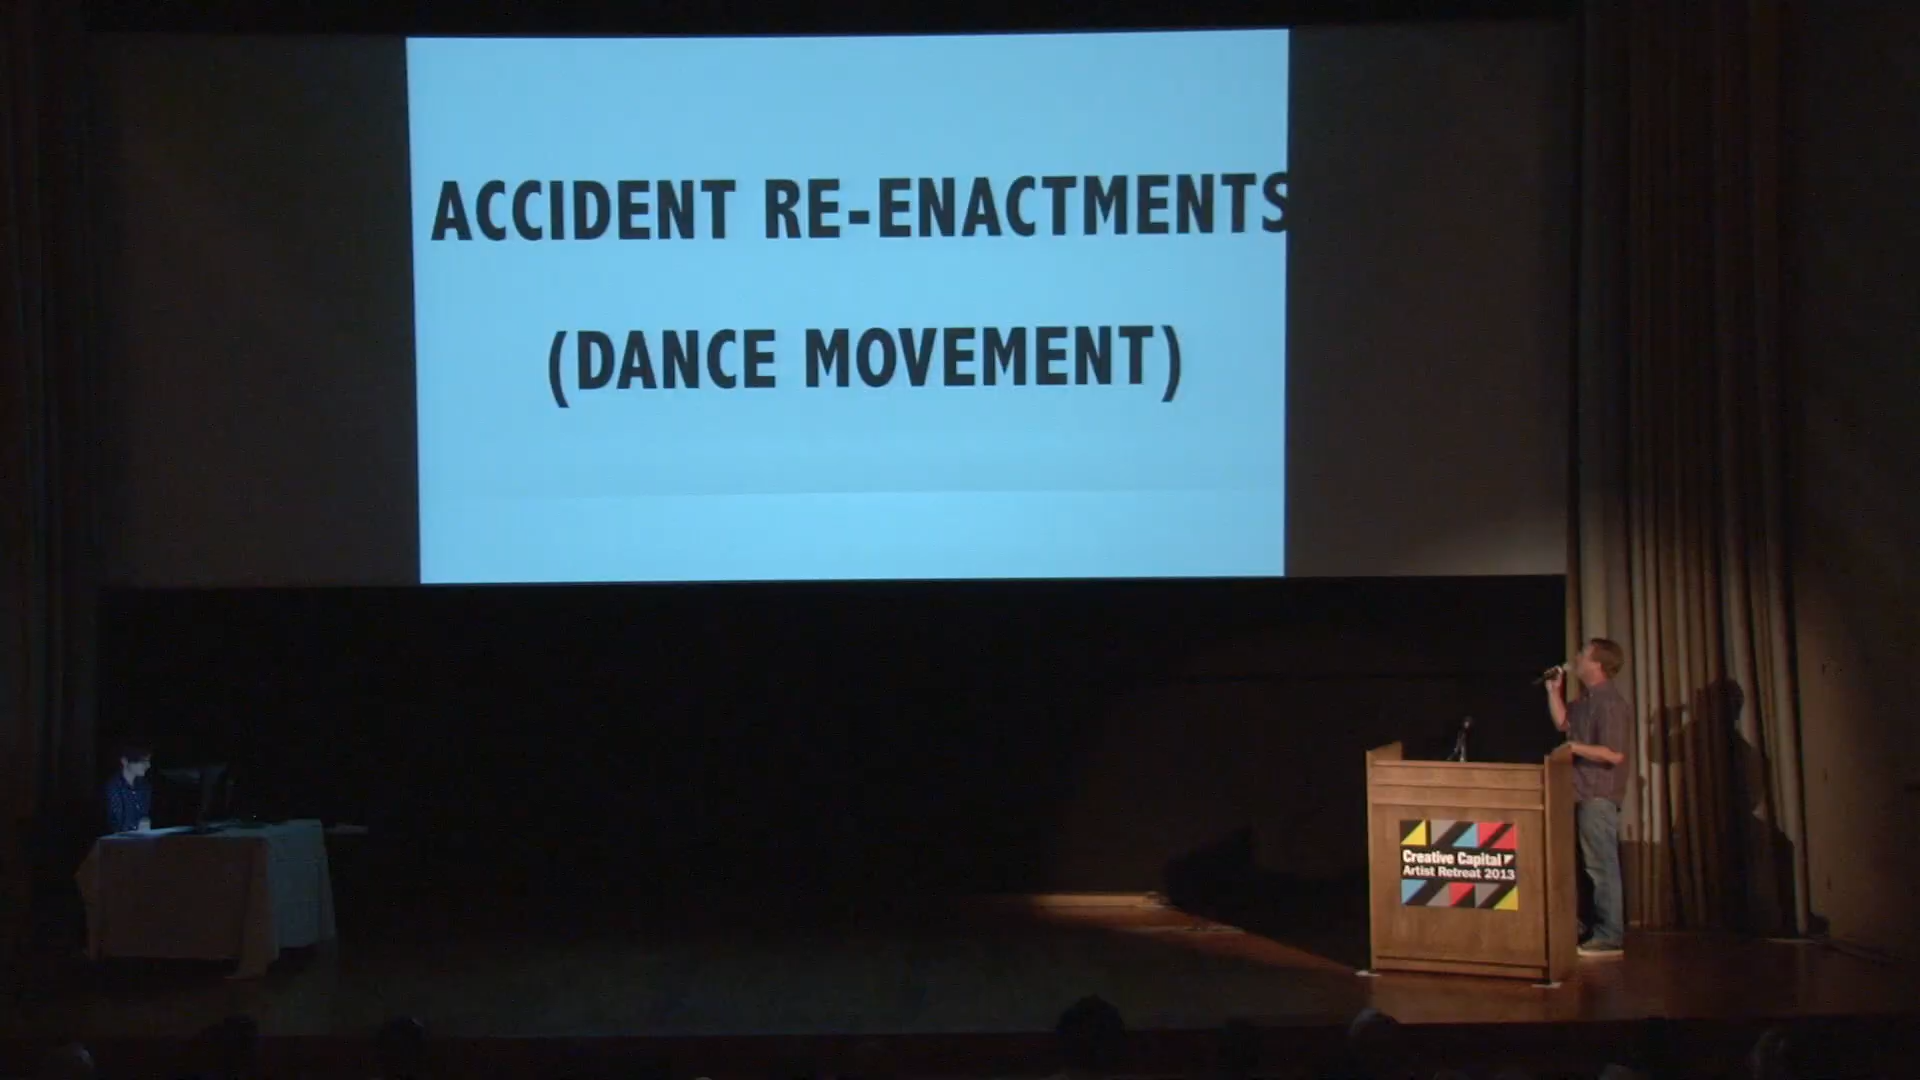 ACCIDENT RE-ENACTMENTS
(DANCE MOVEMENT)
Creative Capital
Artist Retreat 2013